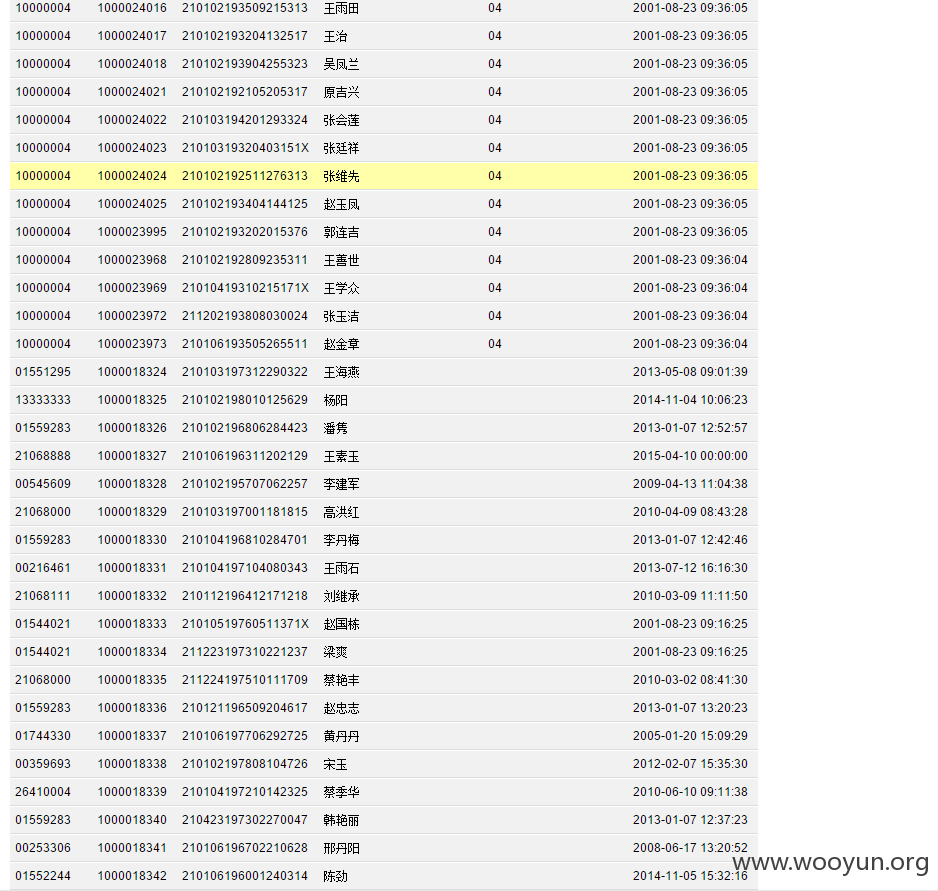 10000004 1000024016 210102193509215313 王雨田 04 2001-08-23 09:36:05
10000004 1000024017 210102193204132517 王治 04 2001-08-23 09:36:05
10000004 1000024018 210102193904255323 吴凤兰 04 2001-08-23 09:36:05
10000004 1000024021 210102192105205317 原吉兴 04 2001-08-23 09:36:05
10000004 1000024022 210103194201293324 张会莲 04 2001-08-23 09:36:05
10000004 1000024023 21010319320403151X 张廷祥 04 2001-08-23 09:36:05
10000004 1000024024 210102192511276313 张维先 04 2001-08-23 09:36:05
10000004 1000024025 210102193404144125 赵玉凤 04 2001-08-23 09:36:05
10000004 1000023995 210102193202015376 郭连吉 04 2001-08-23 09:36:05
10000004 1000023968 210102192809235311 王善世 04 2001-08-23 09:36:04
10000004 1000023969 21010419310215171X 王学众 04 2001-08-23 09:36:04
10000004 1000023972 211202193808030024 张玉洁 04 2001-08-23 09:36:04
10000004 1000023973 210106193505265511 赵金章 04 2001-08-23 09:36:04
01551295 1000018324 210103197312290322 王海燕 2013-05-08 09:01:39
13333333 1000018325 210102198010125629 杨阳 2014-11-04 10:06:23
01559283 1000018326 210102196806284423 潘隽 2013-01-07 12:52:57
21068888 1000018327 210106196311202129 王素玉 2015-04-10 00:00:00
00545609 1000018328 210102195707062257 李建军 2009-04-13 11:04:38
21068000 1000018329 210103197001181815 高洪红 2010-04-09 08:43:28
01559283 1000018330 210104196810284701 李丹梅 2013-01-07 12:42:46
00216461 1000018331 210104197104080343 王雨石 2013-07-12 16:16:30
21068111 1000018332 210112196412171218 刘继承 2010-03-09 11:11:50
01544021 1000018333 21010519760511371X 赵国栋 2001-08-23 09:16:25
01544021 1000018334 211223197310221237 梁爽 2001-08-23 09:16:25
21068000 1000018335 211224197510111709 蔡艳丰 2010-03-02 08:41:30
01559283 1000018336 210121196509204617 赵忠志 2013-01-07 13:20:23
01744330 1000018337 210106197706292725 黄丹丹 2005-01-20 15:09:29
00359693 1000018338 210102197808104726 宋玉 2012-02-07 15:35:30
26410004 1000018339 210104197210142325 蔡季华 2010-06-10 09:11:38
01559283 1000018340 210423197302270047 韩艳丽 2013-01-07 12:37:23
00253306 1000018341 210106196702210628 邢丹阳 2008-06-17 13:20:52
01552244 1000018342 210106196001240314 陈劲 2014-11-05 15:32:16
www.wooyun.org